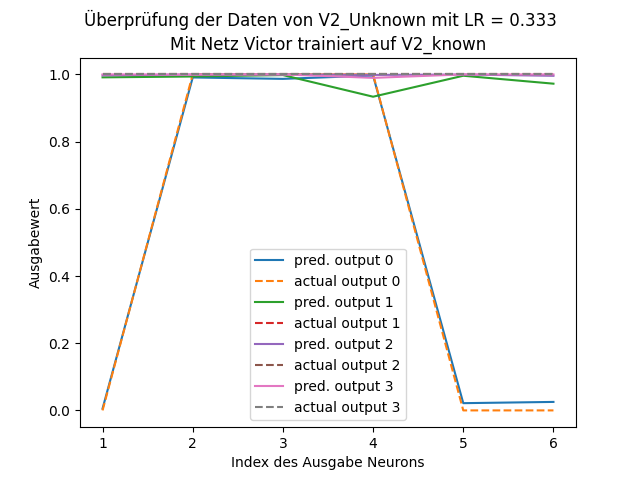 Überprüfung der Daten von V2_Unknown mit LR = 0.333
Mit Netz Victor trainiert auf V2_known
1.0
0.8
0.6
0.4
0.2
0.0
Ausgabewert
pred. output 0
actual output 0
pred. output 1
actual output 1
pred. output 2
actual output 2
pred. output 3
actual output 3
1 2 3 4 5 6
Index des Ausgabe Neurons